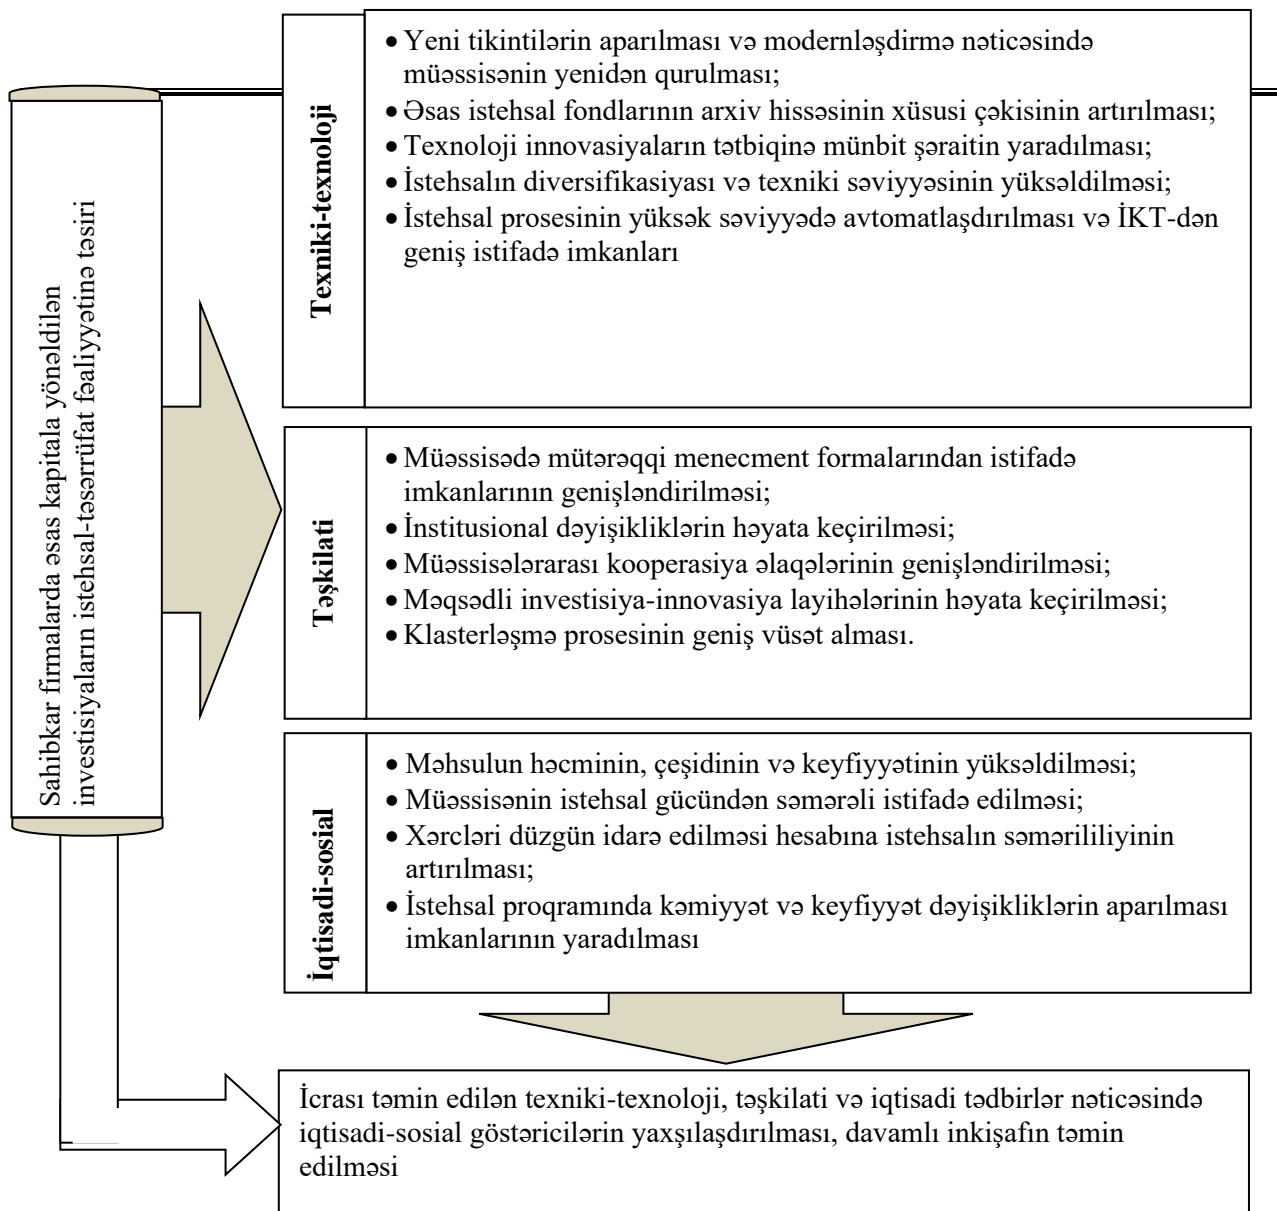 Sahibkar firmalarda əsas kapitala yönəldilən
investisiyaların istehsal-təsərrüfat fəaliyyətinə təsiri
Texniki-texnoloji
• Yeni tikintilərin aparılması və modernləşdirmə nəticəsində
müəssisənin yenidən qurulması;
• Əsas istehsal fondlarının arxiv hissəsinin xüsusi çəkisinin artırılması;
• Texnoloji innovasiyaların tətbiqinə münbit şəraitin yaradılması;
• İstehsalın diversifikasiyası və texniki səviyyəsinin yüksəldilməsi;
• İstehsal prosesinin yüksək səviyyədə avtomatlaşdırılması və İKT-dən
geniş istifadə imkanları
Təşkilati
• Müəssisədə mütərəqqi menecment formalarından istifadə
imkanlarının genişləndirilməsi;
• İnstitusional dəyişikliklərin həyata keçirilməsi;
• Müəssisələrarası kooperasiya əlaqələrinin genişləndirilməsi;
• Məqsədli investisiya-innovasiya layihələrinin həyata keçirilməsi;
• Klasterləşmə prosesinin geniş vüsət alması.
İqtisadi-sosial
• Məhsulun həcminin, çeşidinin və keyfiyyətinin yüksəldilməsi;
• Müəssisənin istehsal gücündən səmərəli istifadə edilməsi;
• Xərcləri düzgün idarə edilməsi hesabına istehsalın səmərililiyinin
artırılması;
• İstehsal proqramında kəmiyyət və keyfiyyət dəyişikliklərin aparılması
imkanlarının yaradılması
İcrası təmin edilən texniki-texnoloji, təşkilati və iqtisadi tədbirlər nəticəsində
iqtisadi-sosial göstəricilərin yaxşılaşdırılması, davamlı inkişafın təmin
edilməsi